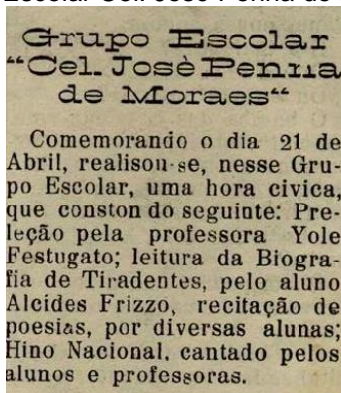 Grupo Escolar
“Cel. Josè Penna
de Moraes“
Comemorando o dia 21 de
Abril, realisou-se, nesse Gru-
po Escolar, uma hora civica,
que conston do seguinte: Pre-
leção pela professora Yole
Festugato; leitura da Biogra-
fia de Tiradentes, pelo aluno
Alcides Frizzo, recitação de
poesias, por diversas alunas;
Hino Nacional, cantado pelos
alunos e professoras.